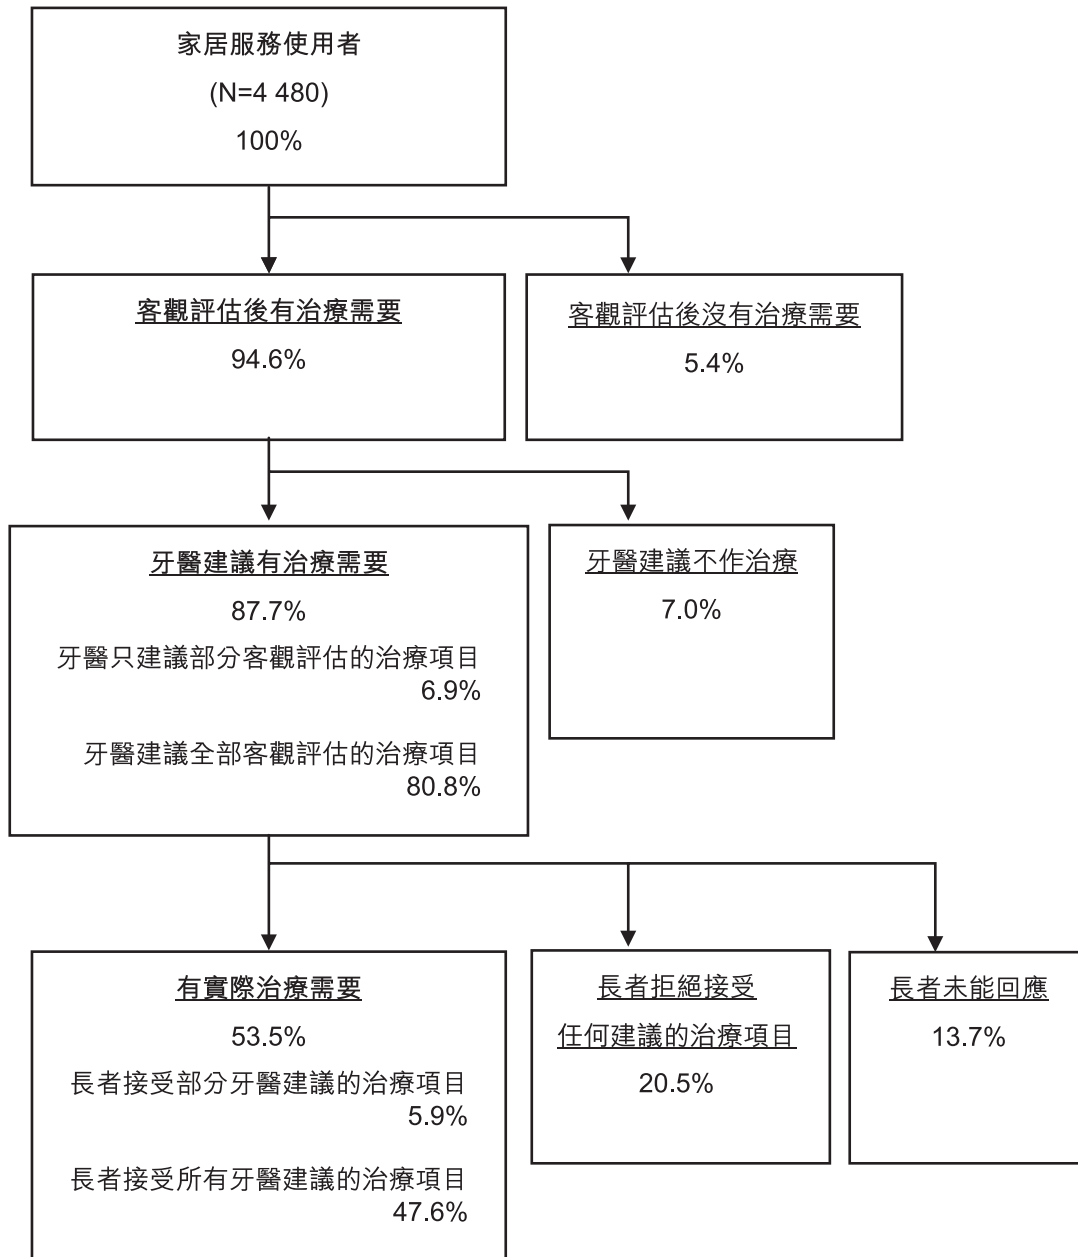 家居服務使用者
(N=4 480)
100%
客觀評估後有治療需要
94.6%
客觀評估後沒有治療需要
5.4%
牙醫建議有治療需要
87.7%
牙醫只建議部分客觀評估的治療項目
6.9%
牙醫建議全部客觀評估的治療項目
80.8%
牙醫建議不作治療
7.0%
有實際治療需要
53.5%
長者接受部分牙醫建議的治療項目
5.9%
長者接受所有牙醫建議的治療項目
47.6%
長者拒絕接受
任何建議的治療項目
20.5%
長者未能回應
13.7%